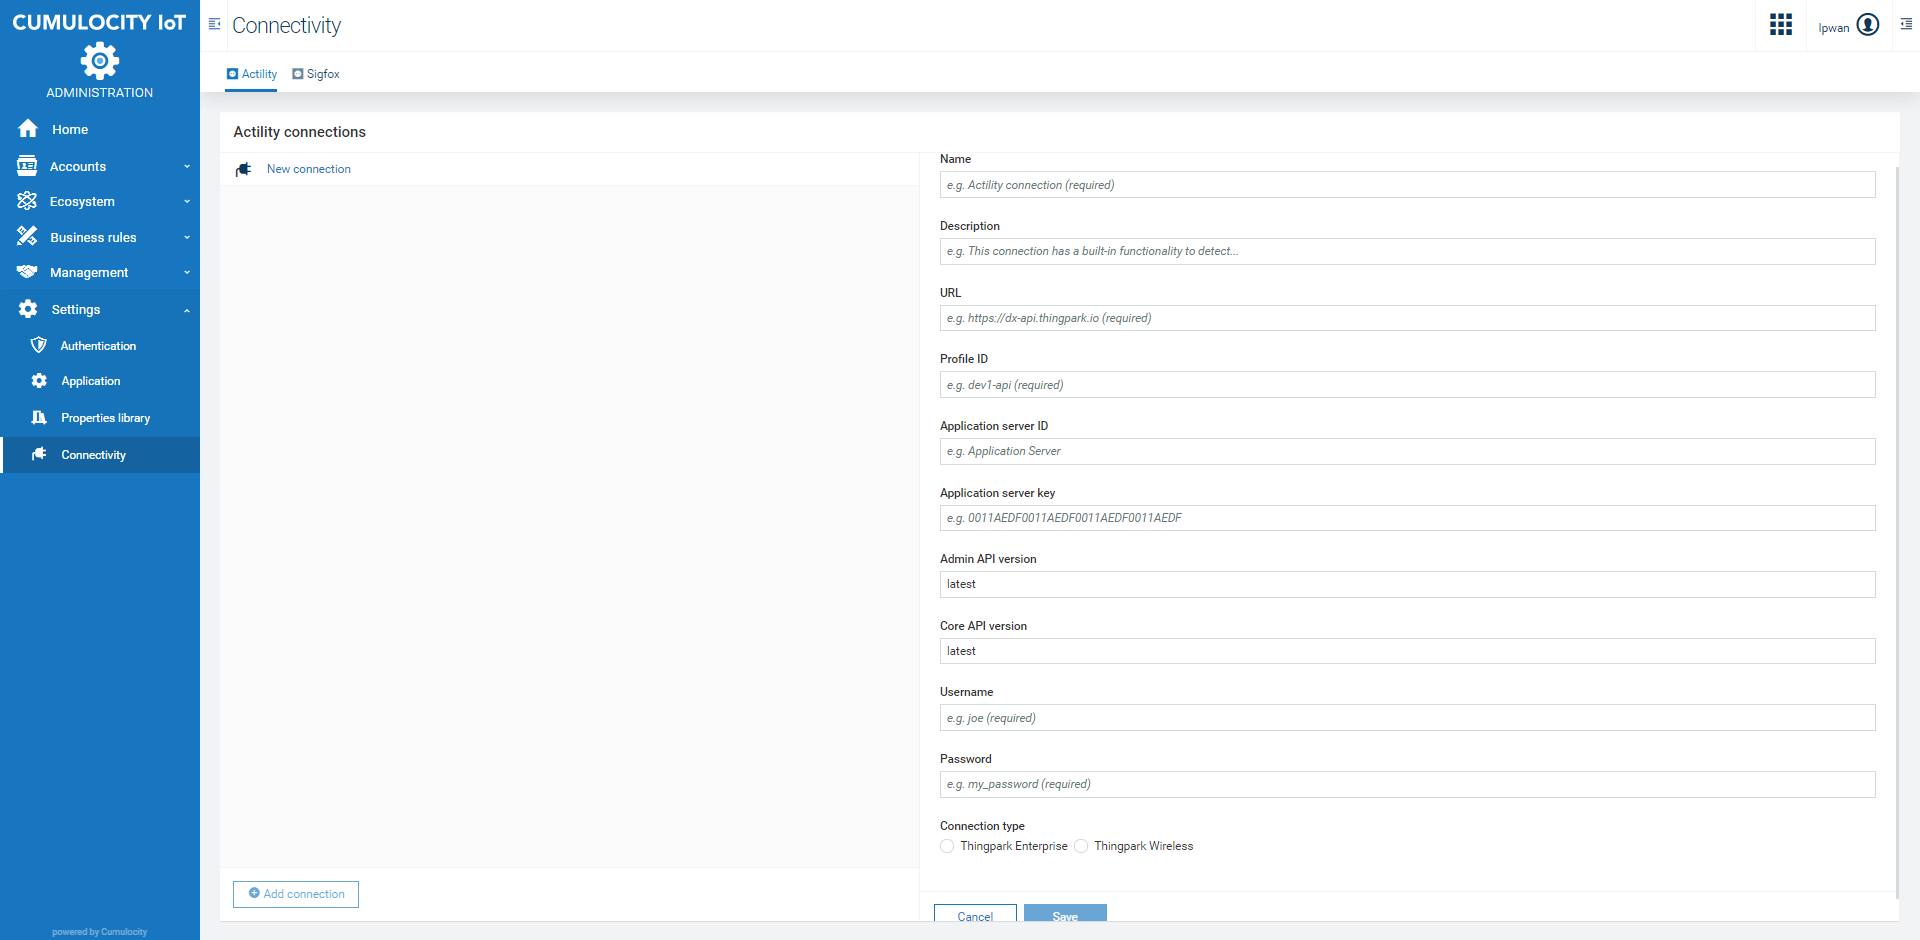 CUMULOCITY IoT
ADMINISTRATION
Home
Accounts
Ecosystem
Business rules
Management
Settings
Authentication
Application
Properties library
Connectivity
powered by Cumulocity
Connectivity
lpwan
Actility
Sigfox
Actility connections
New connection
Add connection
Name
e.g. Actility connection (required)
Description
e.g. This connection has a built-in functionality to detect...
URL
e.g. https://dx-api.thingpark.io (required)
Profile ID
e.g. dev1-api (required)
Application server ID
e.g. Application Server
Application server key
e.g. 0011AEDF0011AEDF0011AEDF0011AEDF
Admin API version
latest
Core API version
latest
Username
e.g. joe (required)
Password
e.g. my_password (required)
Connection type
Thingpark Enterprise Thingpark Wireless
Cancel Save